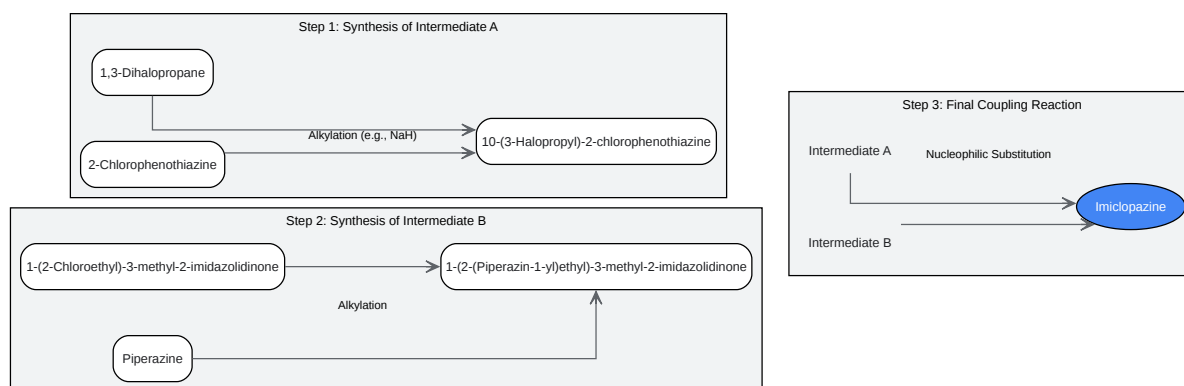 Step 1: Synthesis of Intermediate A
1,3-Dihalopropane
Alkylation (e.g., NaH)
10-(3-Halopropyl)-2-chlorophenothiazine
2-Chlorophenothiazine
Step 2: Synthesis of Intermediate B
1-(2-Chloroethyl)-3-methyl-2-imidazolidinone
1-(2-(Piperazin-1-yl)ethyl)-3-methyl-2-imidazolidinone
Alkylation
Piperazine
Step 3: Final Coupling Reaction
Intermediate A
Nucleophilic Substitution
Imiclopazine
Intermediate B